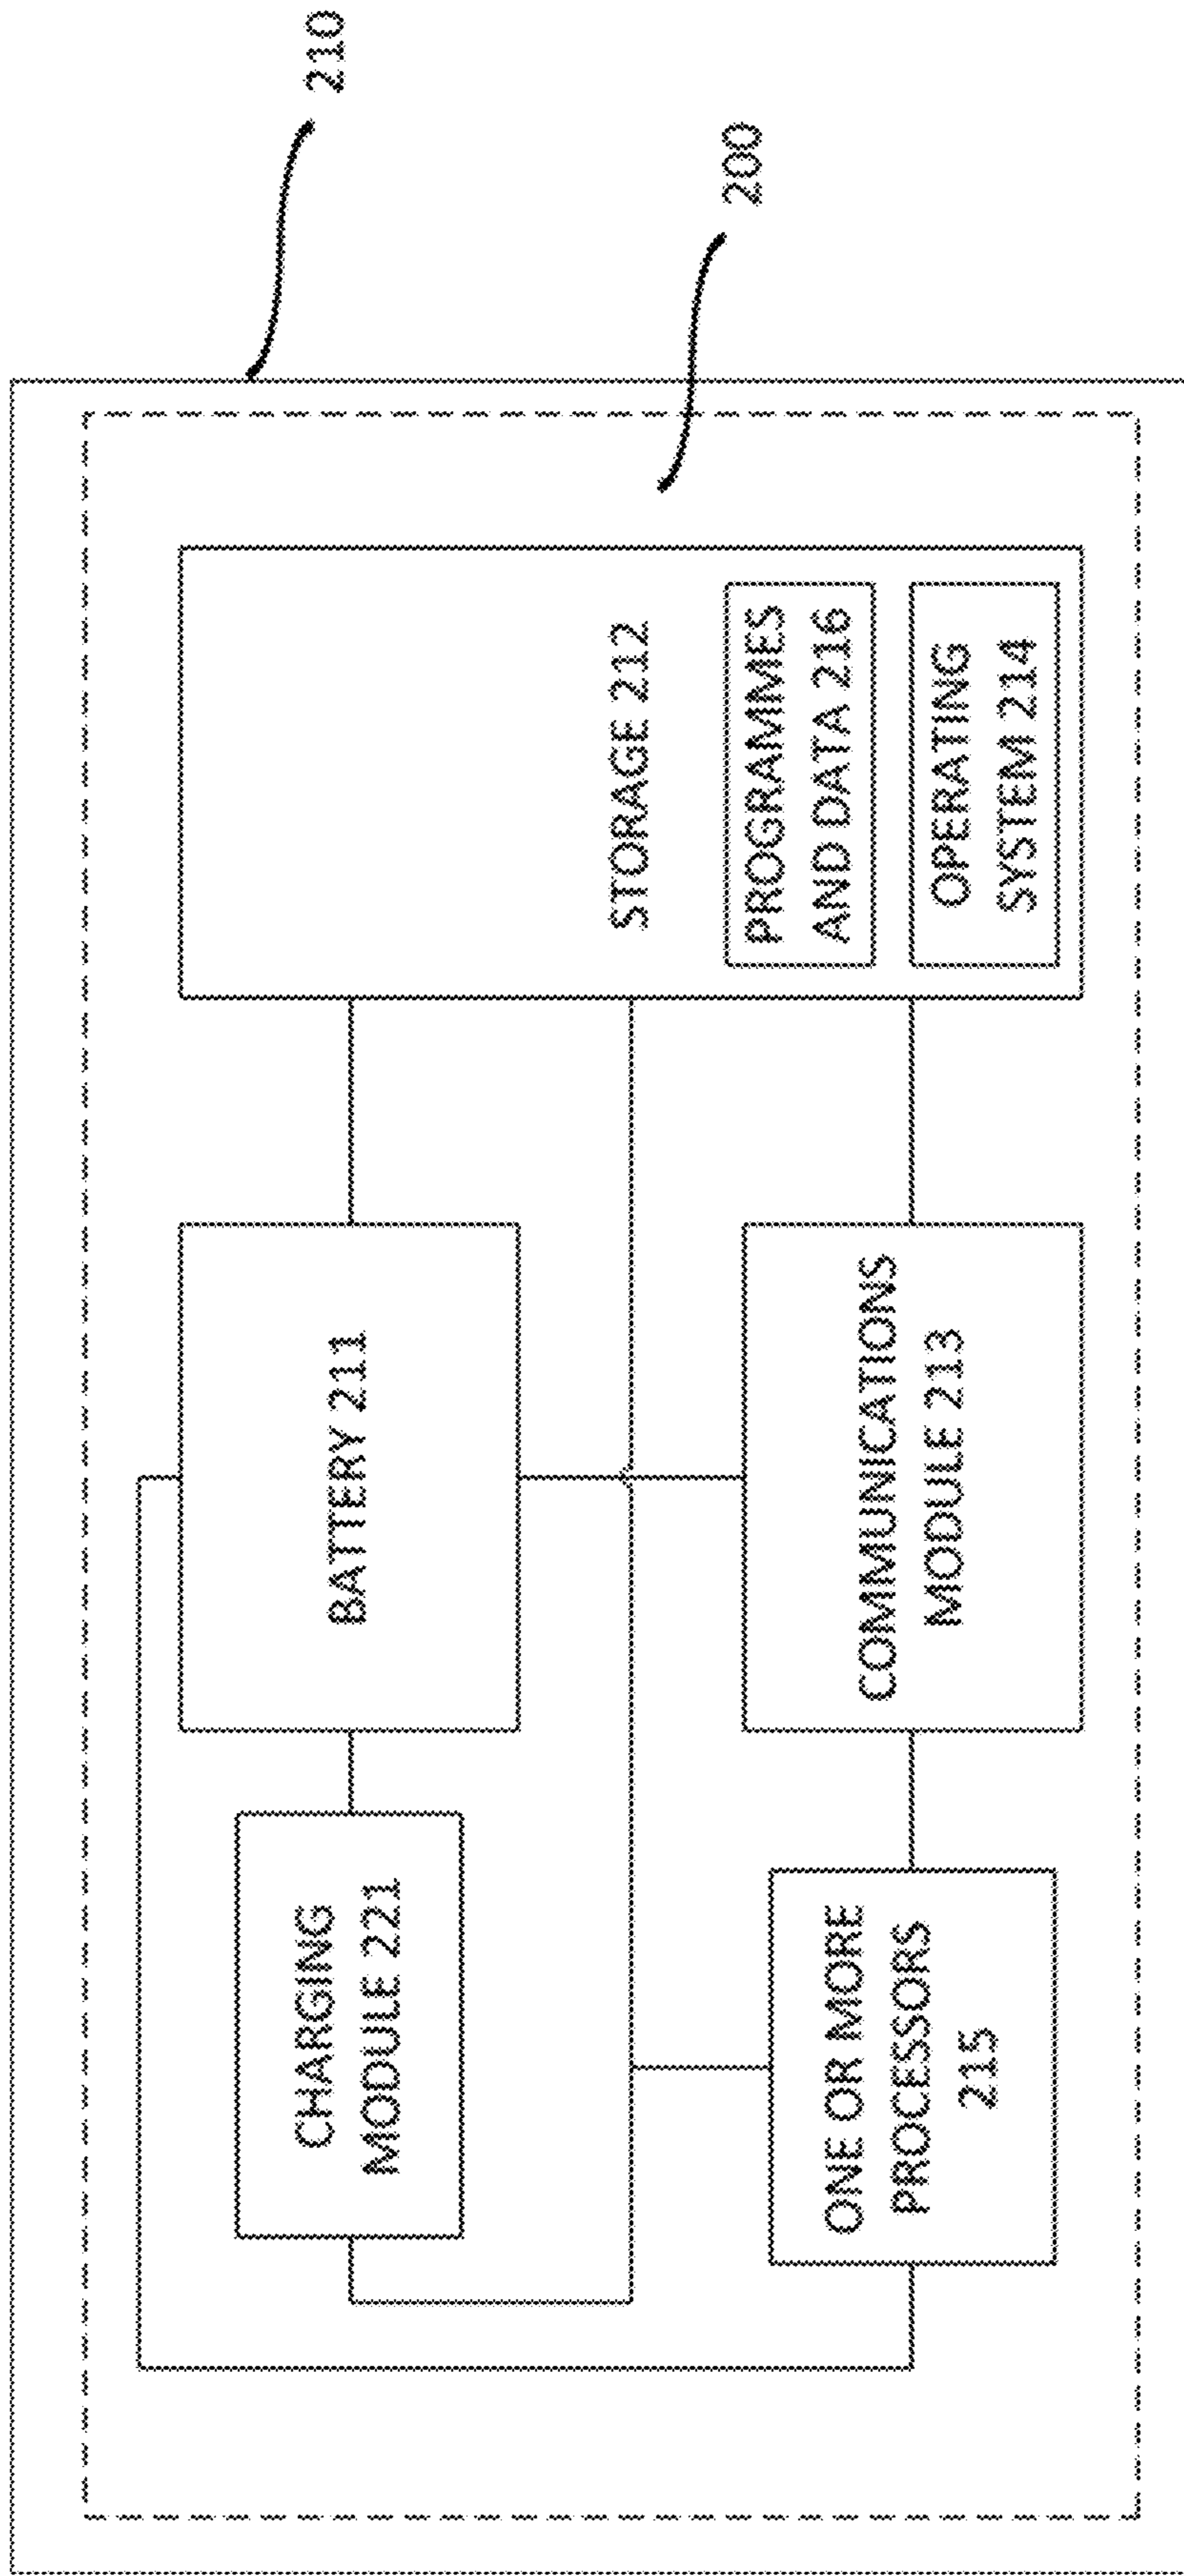 210
200
CHARGING
MODULE 221
BATTERY 211
STORAGE 212
PROGRAMMES
AND DATA 216
OPERATING
SYSTEM 214
ONE OR MORE
PROCESSORS
215
COMMUNICATIONS
MODULE 213